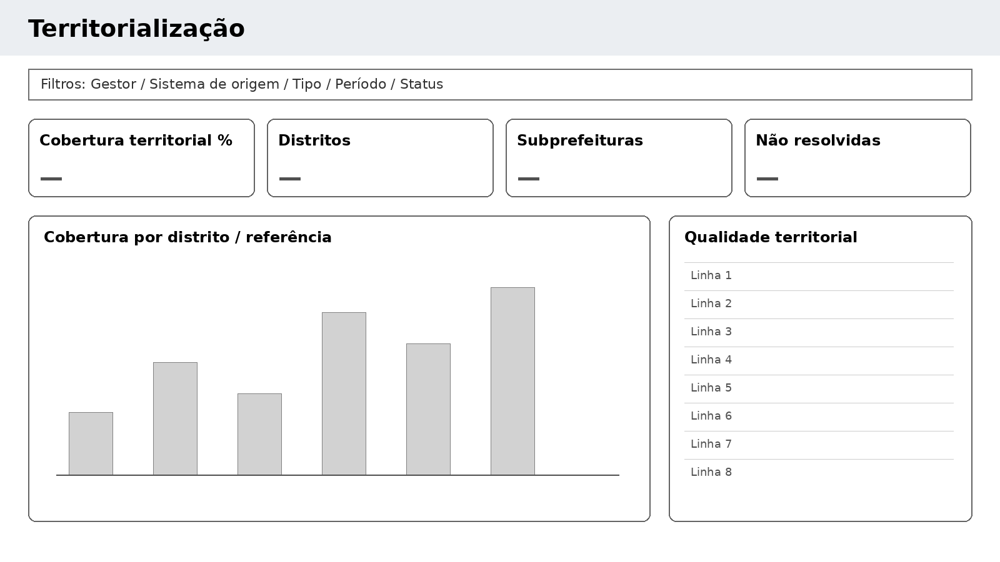 Territorialização
Filtros: Gestor / Sistema de origem / Tipo / Período / Status
Cobertura territorial %
—
Distritos
—
Subprefeituras
—
Não resolvidas
—
Cobertura por distrito / referência
Qualidade territorial
Linha 1
Linha 2
Linha 3
Linha 4
Linha 5
Linha 6
Linha 7
Linha 8